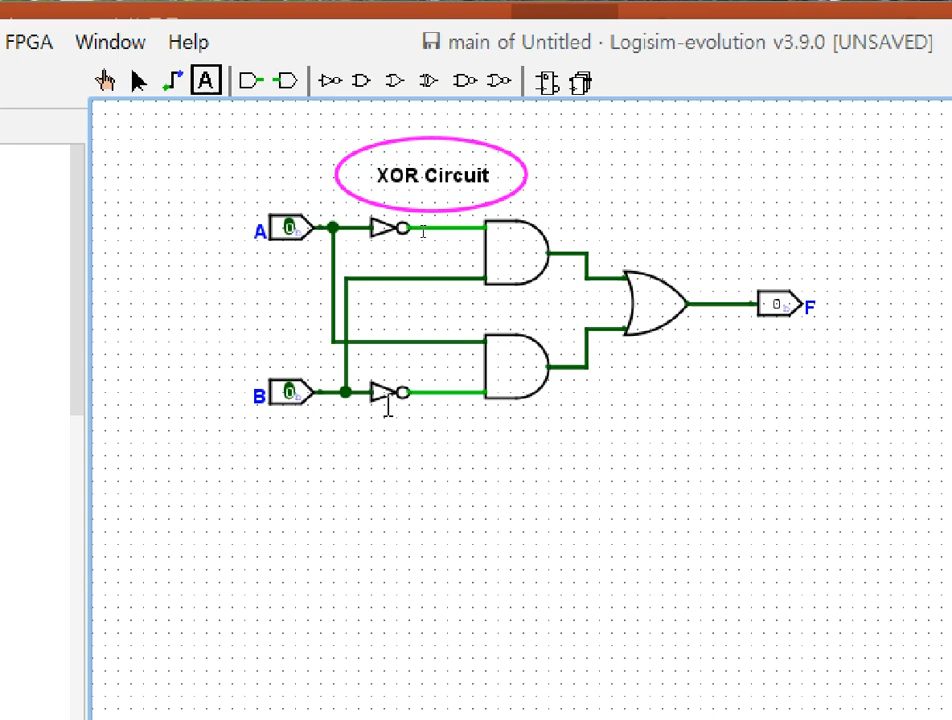 FPGA Window Help main of Untitled · Logisim-evolution v3.9.0 [UNSAVED]
A
XOR Circuit
A 0
0 F
B 0